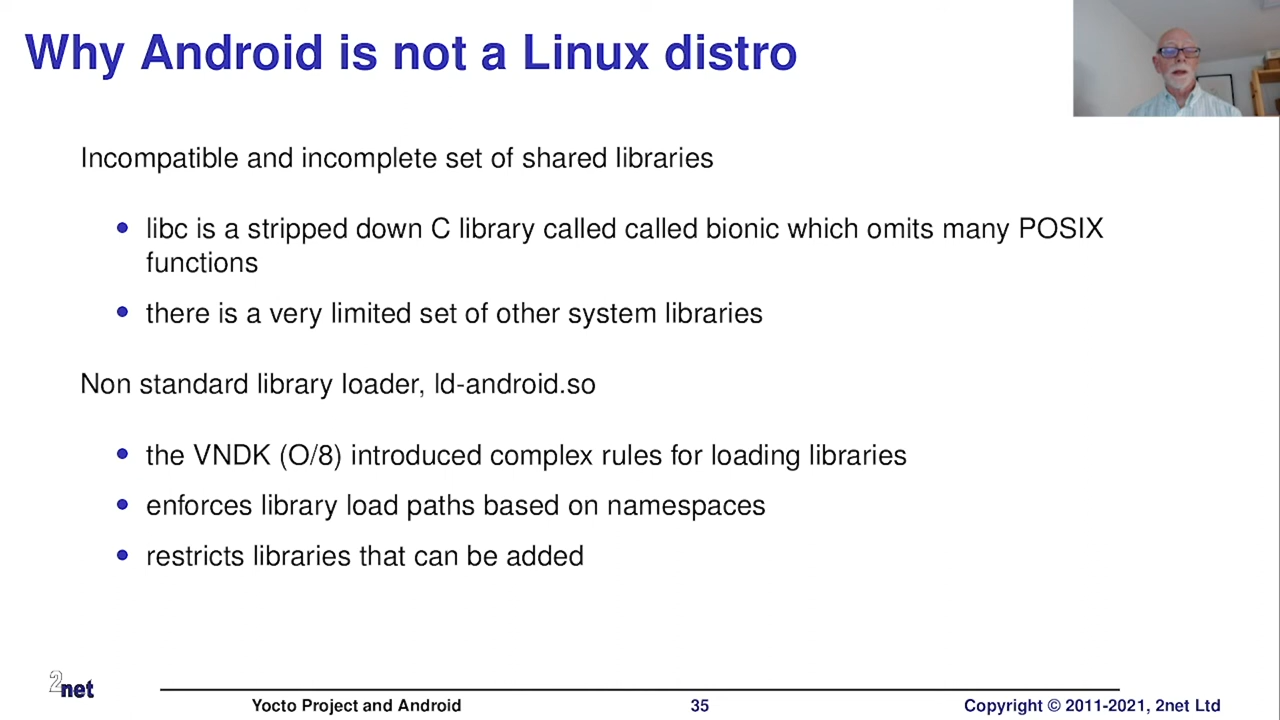 Why Android is not a Linux distro
Incompatible and incomplete set of shared libraries
libc is a stripped down C library called called bionic which omits many POSIX
functions
there is a very limited set of other system libraries
Non standard library loader, ld-android.so
the VNDK (O/8) introduced complex rules for loading libraries
enforces library load paths based on namespaces
restricts libraries that can be added
2net
Yocto Project and Android
35
Copyright © 2011-2021, 2net Ltd